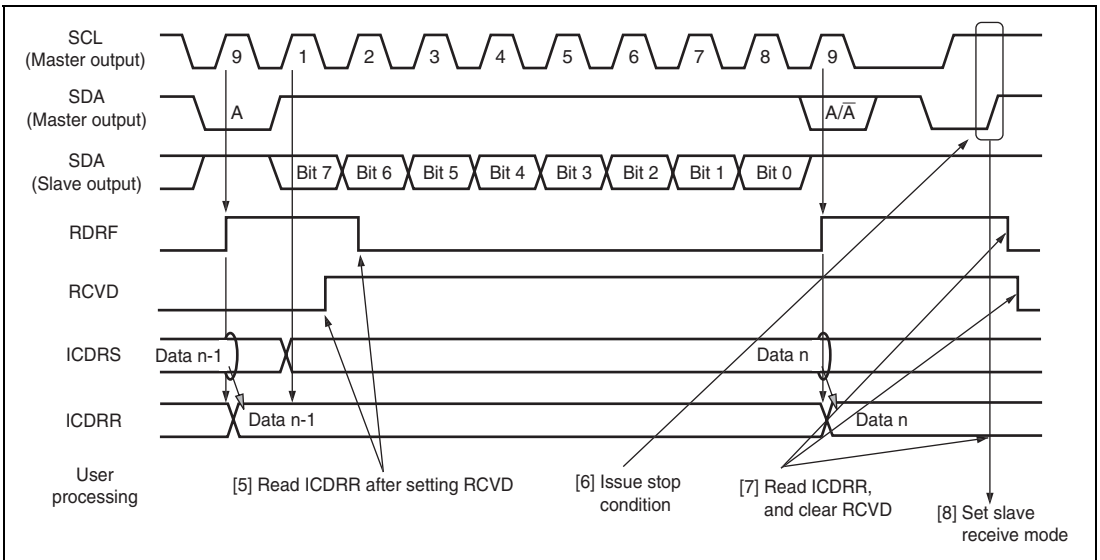 SCL
(Master output)
9 1 2 3 4 5 6 7 8 9
SDA
(Master output)
A A/A̅
SDA
(Slave output)
Bit 7 Bit 6 Bit 5 Bit 4 Bit 3 Bit 2 Bit 1 Bit 0
RDRF
RCVD
ICDRS
Data n-1 Data n
ICDRR
Data n-1 Data n
User
processing
[5] Read ICDRR after setting RCVD
[6] Issue stop
condition
[7] Read ICDRR,
and clear RCVD
[8] Set slave
receive mode